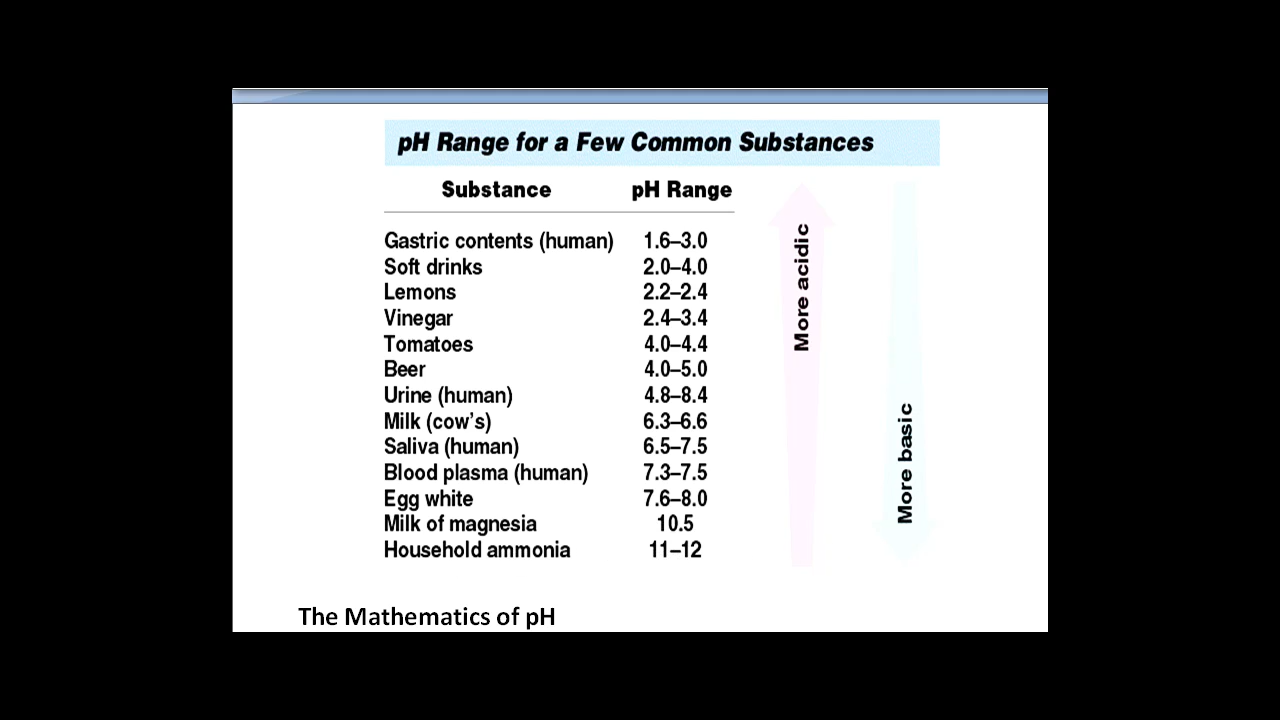 pH Range for a Few Common Substances
Substance pH Range
Gastric contents (human) 1.6–3.0
Soft drinks 2.0–4.0
Lemons 2.2–2.4
Vinegar 2.4–3.4
Tomatoes 4.0–4.4
Beer 4.0–5.0
Urine (human) 4.8–8.4
Milk (cow's) 6.3–6.6
Saliva (human) 6.5–7.5
Blood plasma (human) 7.3–7.5
Egg white 7.6–8.0
Milk of magnesia 10.5
Household ammonia 11–12
More acidic
More basic
The Mathematics of pH